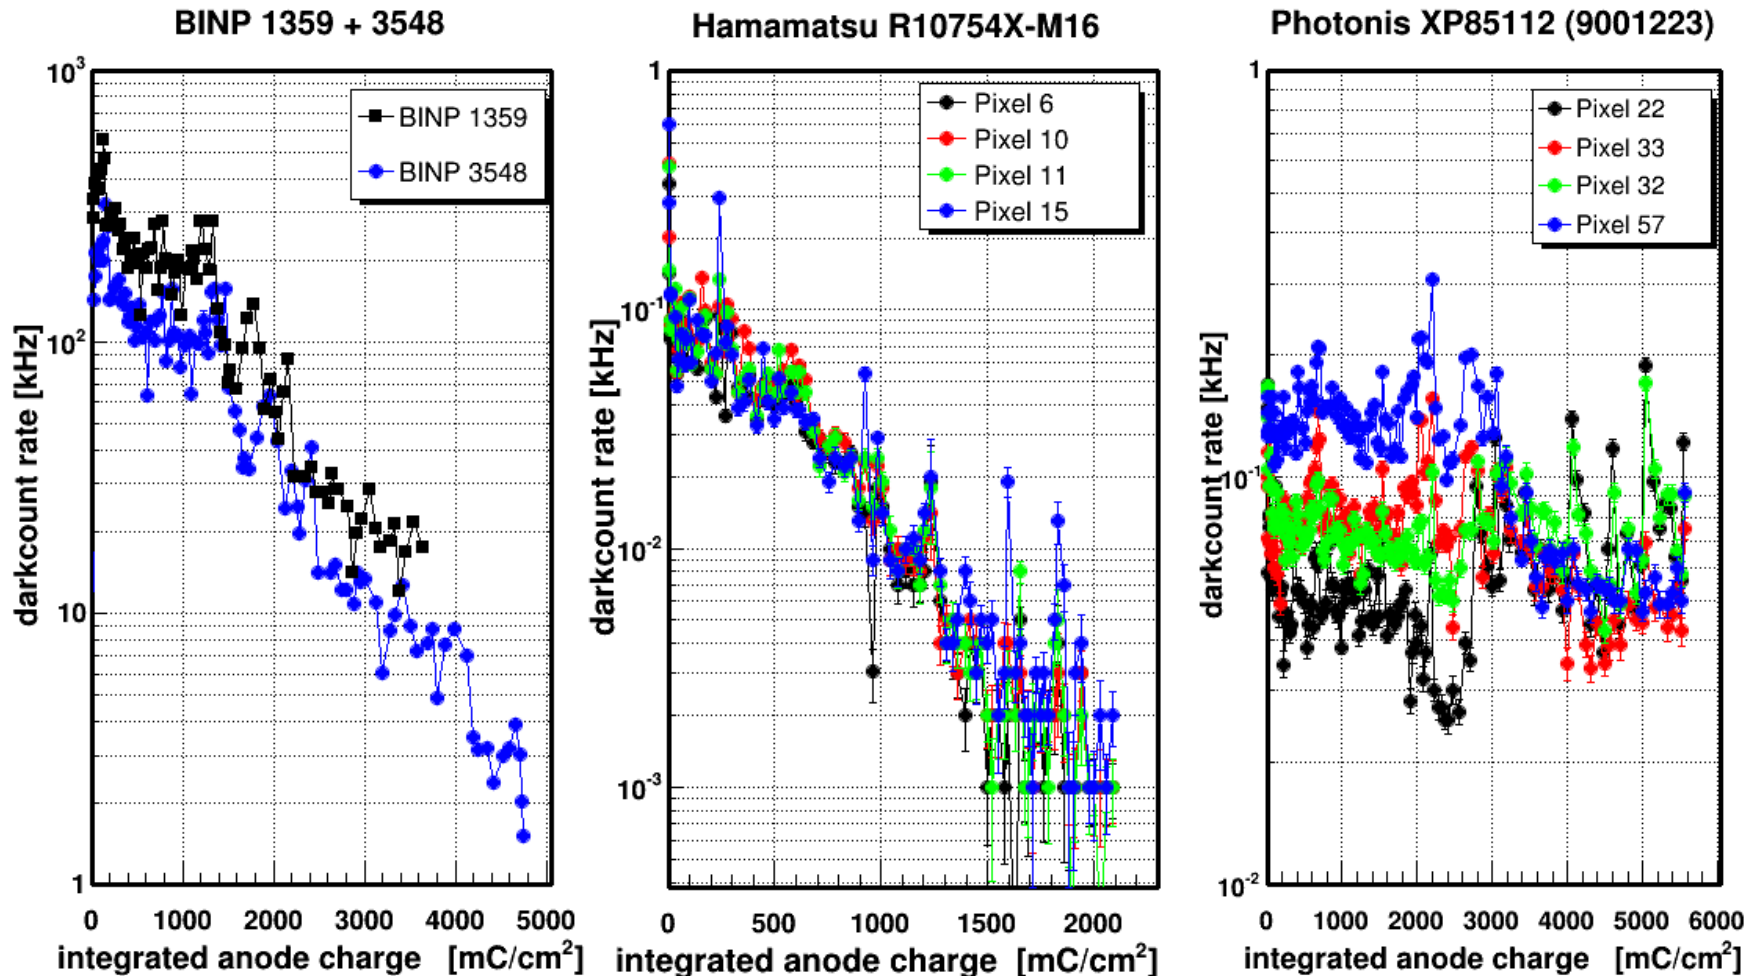 BINP 1359 + 3548
10³
BINP 1359
BINP 3548
10²
10
1
darkcount rate [kHz]
0 1000 2000 3000 4000 5000
integrated anode charge [mC/cm²]
Hamamatsu R10754X-M16
1
Pixel 6
Pixel 10
Pixel 11
Pixel 15
10⁻¹
10⁻²
10⁻³
darkcount rate [kHz]
0 500 1000 1500 2000
integrated anode charge [mC/cm²]
Photonis XP85112 (9001223)
1
Pixel 22
Pixel 33
Pixel 32
Pixel 57
10⁻¹
10⁻²
darkcount rate [kHz]
0 1000 2000 3000 4000 5000 6000
integrated anode charge [mC/cm²]